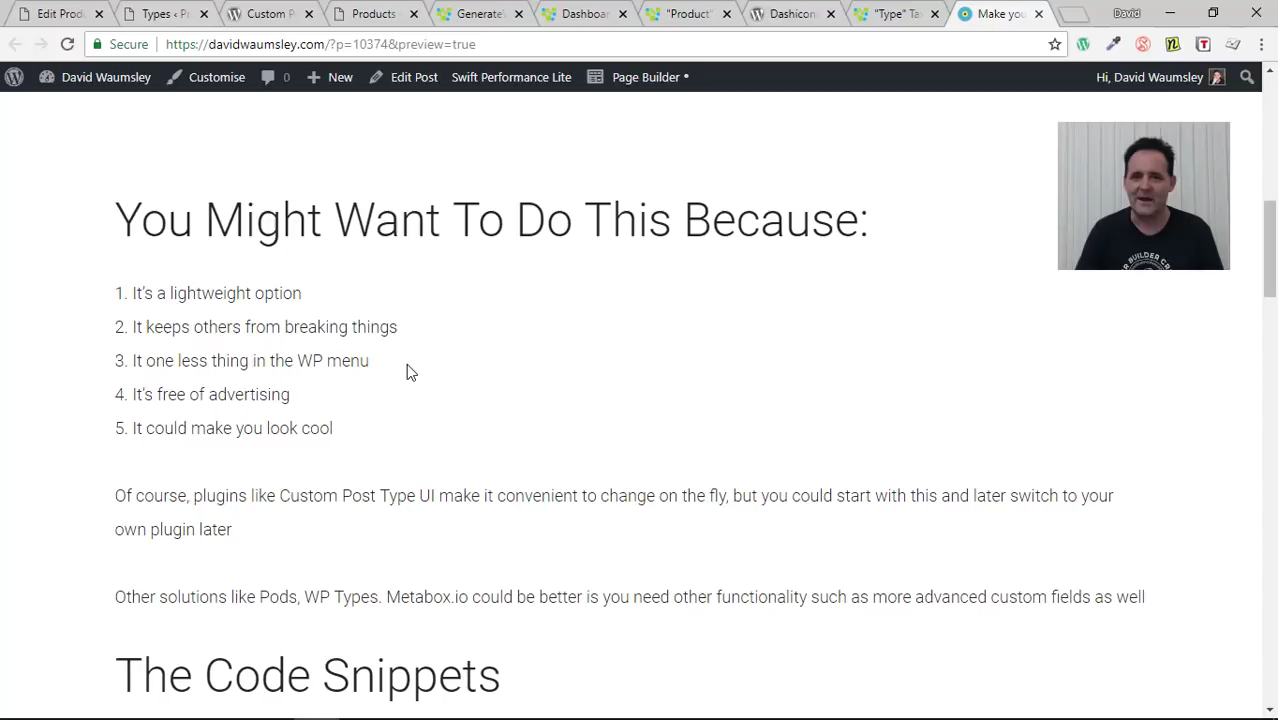 Edit Prod
Types ‹ P
Custom P
Products
Generate
Dashboar
"Product"
Dashicon
"Type" Ta
Make you
David
Secure
https://davidwaumsley.com/?p=10374&preview=true
David Waumsley
Customise
0
New
Edit Post
Swift Performance Lite
Page Builder
Hi, David Waumsley
You Might Want To Do This Because:
1. It's a lightweight option
2. It keeps others from breaking things
3. It one less thing in the WP menu
4. It's free of advertising
5. It could make you look cool
Of course, plugins like Custom Post Type UI make it convenient to change on the fly, but you could start with this and later switch to your
own plugin later
Other solutions like Pods, WP Types. Metabox.io could be better is you need other functionality such as more advanced custom fields as well
The Code Snippets